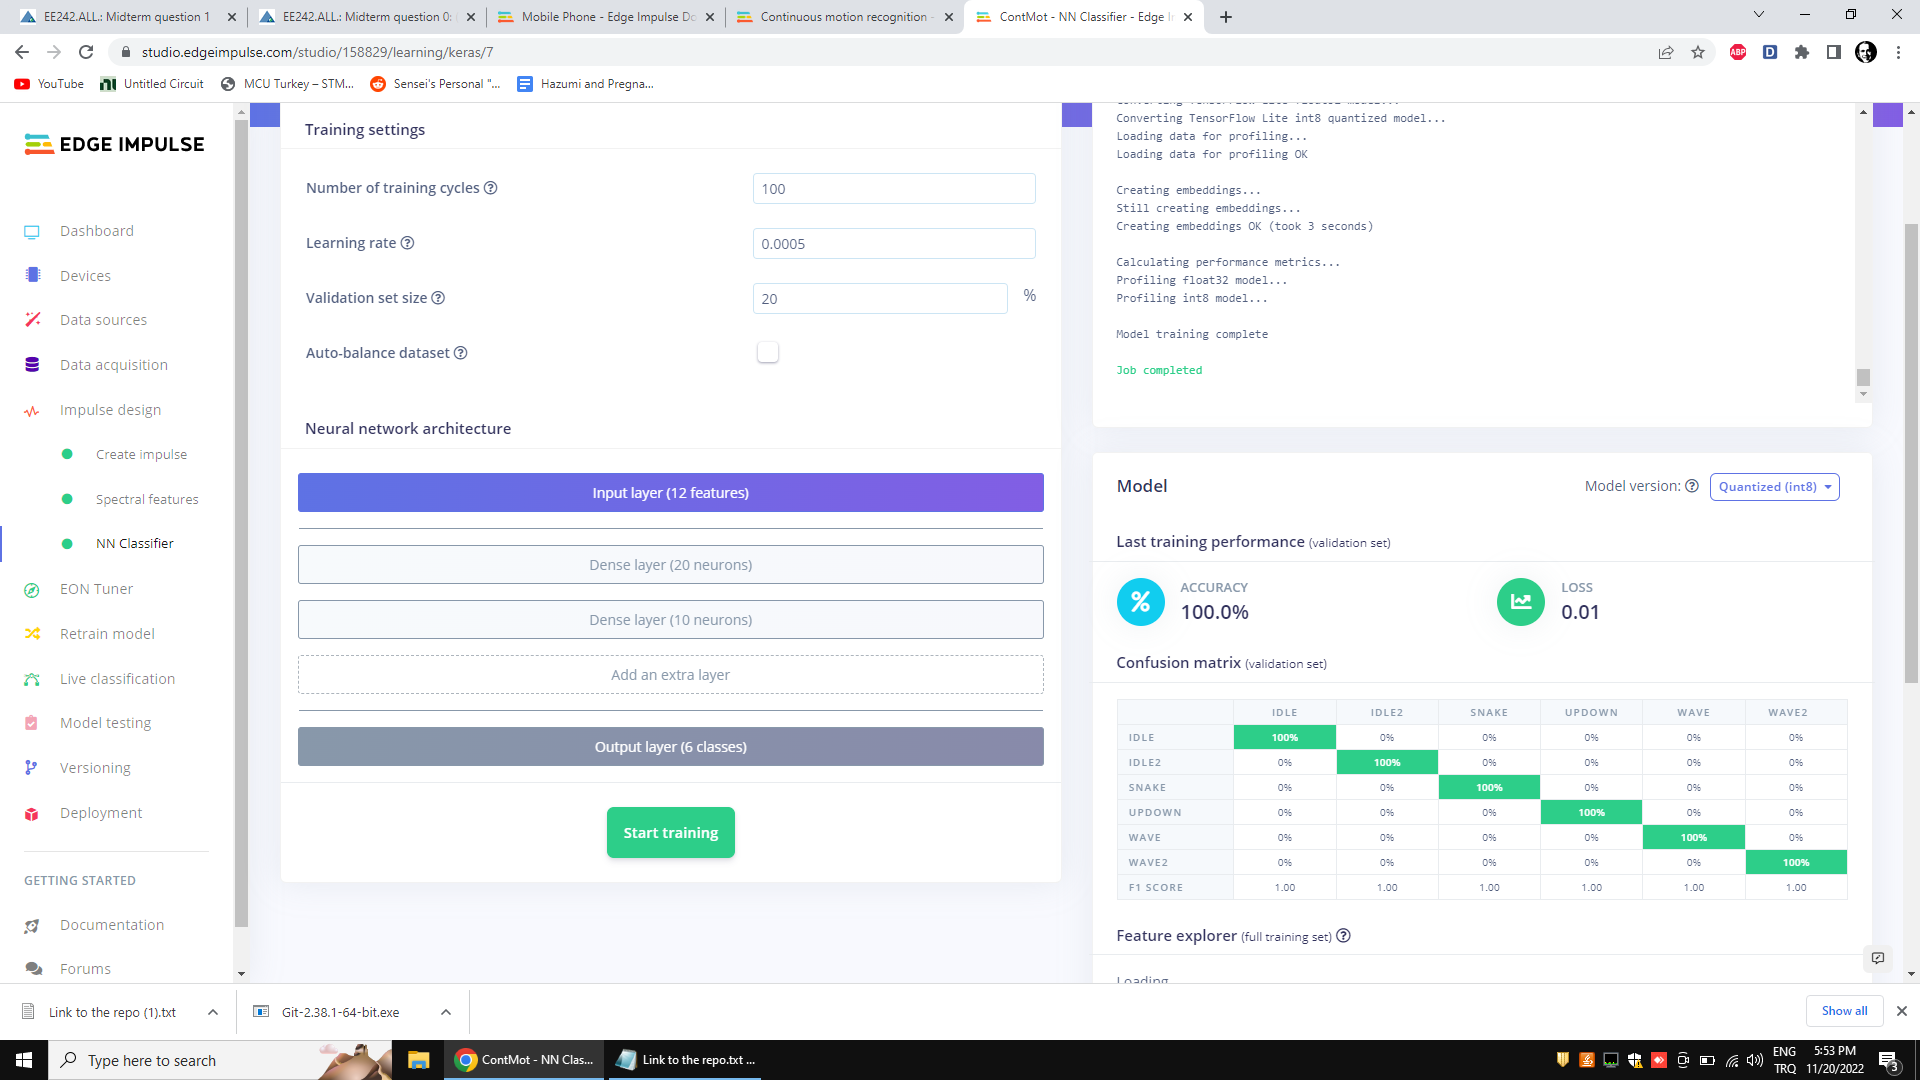 EE242.ALL.: Midterm question 1
EE242.ALL.: Midterm question 0:
Mobile Phone - Edge Impulse Do
Continuous motion recognition -
ContMot - NN Classifier - Edge I
studio.edgeimpulse.com/studio/158829/learning/keras/7
ABP
YouTube
Untitled Circuit
MCU Turkey – STM...
Sensei's Personal "...
Hazumi and Pregna...
EDGE IMPULSE
Dashboard
Devices
Data sources
Data acquisition
Impulse design
Create impulse
Spectral features
NN Classifier
EON Tuner
Retrain model
Live classification
Model testing
Versioning
Deployment
GETTING STARTED
Documentation
Forums
Training settings
Number of training cycles
100
Learning rate
0.0005
Validation set size
20
%
Auto-balance dataset
Neural network architecture
Input layer (12 features)
Dense layer (20 neurons)
Dense layer (10 neurons)
Add an extra layer
Output layer (6 classes)
Start training
Converting TensorFlow Lite float32 model...
Converting TensorFlow Lite int8 quantized model...
Loading data for profiling...
Loading data for profiling OK
Creating embeddings...
Still creating embeddings...
Creating embeddings OK (took 3 seconds)
Calculating performance metrics...
Profiling float32 model...
Profiling int8 model...
Model training complete
Job completed
Model
Model version:
Quantized (int8)
Last training performance (validation set)
%
ACCURACY
100.0%
LOSS
0.01
Confusion matrix (validation set)
IDLE IDLE2 SNAKE UPDOWN WAVE WAVE2
IDLE 100% 0% 0% 0% 0% 0%
IDLE2 0% 100% 0% 0% 0% 0%
SNAKE 0% 0% 100% 0% 0% 0%
UPDOWN 0% 0% 0% 100% 0% 0%
WAVE 0% 0% 0% 0% 100% 0%
WAVE2 0% 0% 0% 0% 0% 100%
F1 SCORE 1.00 1.00 1.00 1.00 1.00 1.00
Feature explorer (full training set)
Loading
Link to the repo (1).txt
Git-2.38.1-64-bit.exe
Show all
Type here to search
ContMot - NN Clas...
Link to the repo.txt ...
ENG
TRQ
5:53 PM
11/20/2022
3